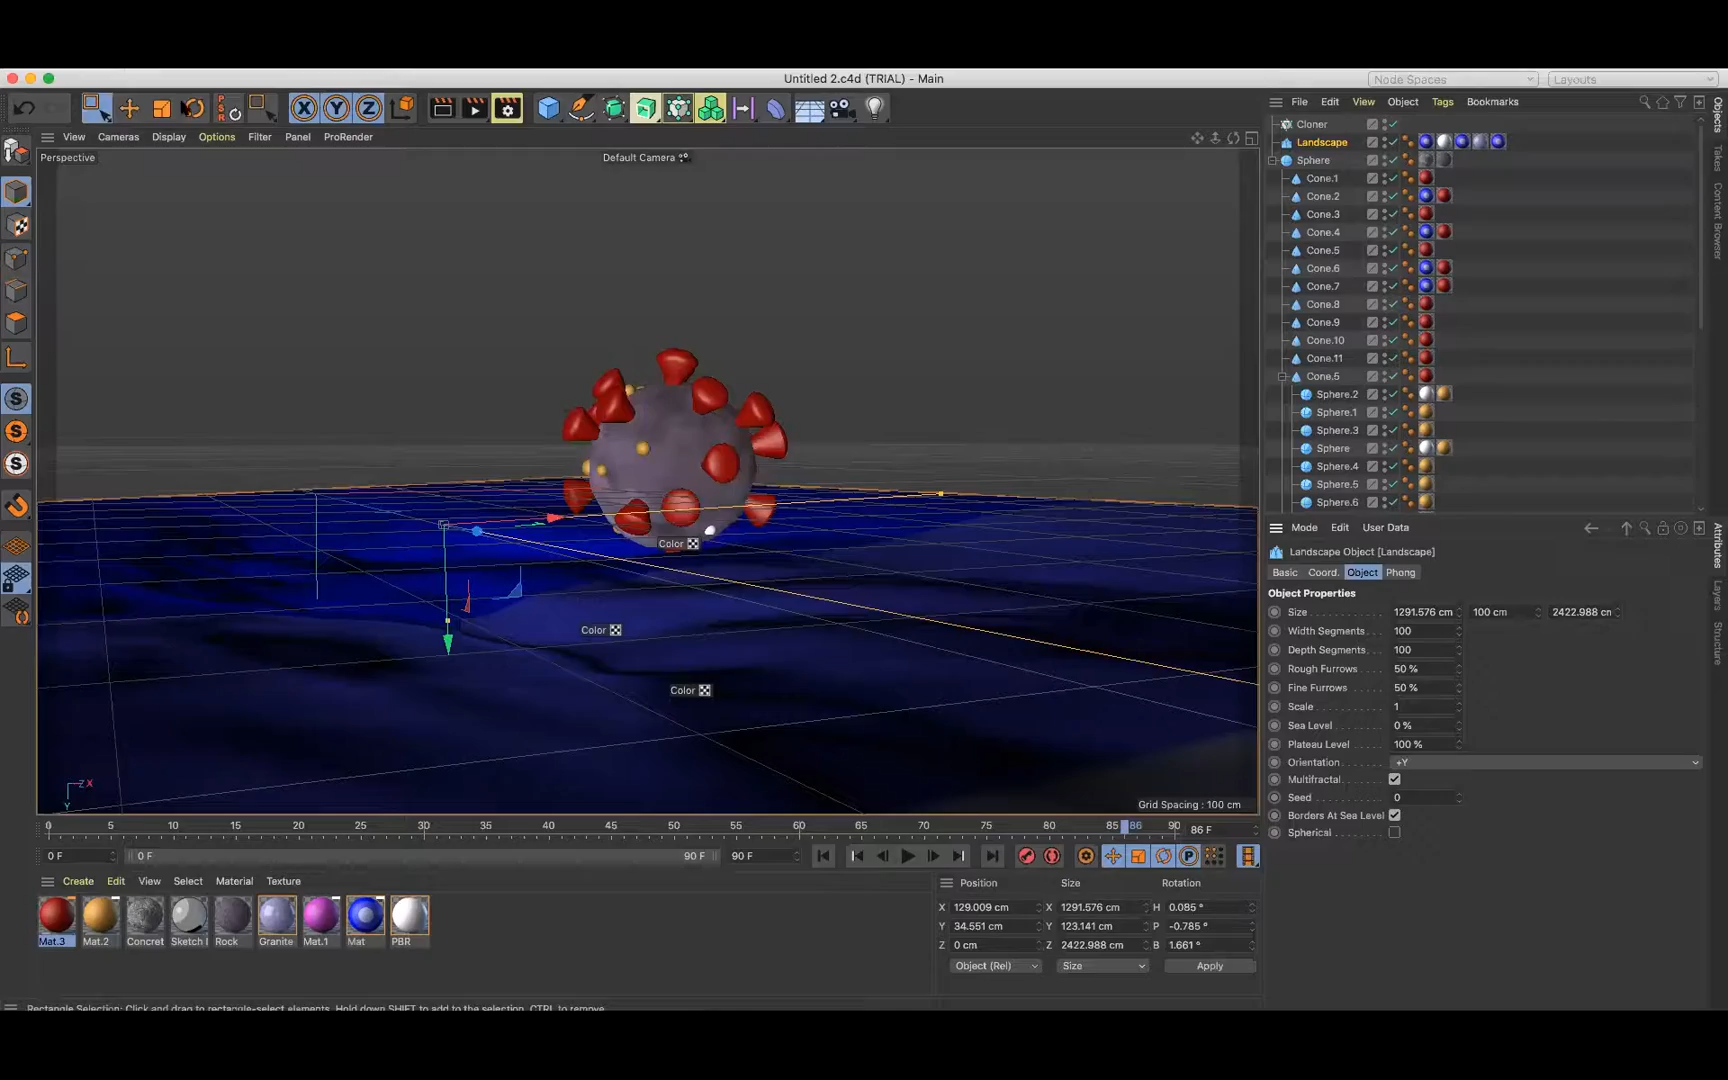 Untitled 2.c4d (TRIAL) - Main
Node Spaces
Layouts
File Edit View Object Tags Bookmarks
View Cameras Display Options Filter Panel ProRender
Perspective
Default Camera
Cloner
Landscape
Sphere
Cone.1
Cone.2
Cone.3
Cone.4
Cone.5
Cone.6
Cone.7
Cone.8
Cone.9
Cone.10
Cone.11
Cone.5
Sphere.2
Sphere.1
Sphere.3
Sphere
Sphere.4
Sphere.5
Sphere.6
Objects
Takes
Content Browser
Attributes
Layers
Structure
X Y Z
S
S
S
Color
Color
Color
Z X
Y
Grid Spacing : 100 cm
Mode Edit User Data
Landscape Object [Landscape]
Basic Coord. Object Phong
Object Properties
Size 1291.576 cm 100 cm 2422.988 cm
Width Segments 100
Depth Segments 100
Rough Furrows 50 %
Fine Furrows 50 %
Scale 1
Sea Level 0 %
Plateau Level 100 %
Orientation +Y
Multifractal
Seed 0
Borders At Sea Level
Spherical
0 5 10 15 20 25 30 35 40 45 50 55 60 65 70 75 80 85 86 90
86 F
0 F 0 F 90 F 90 F
P
Create Edit View Select Material Texture
Mat.3 Mat.2 Concret Sketch Rock Granite Mat.1 Mat PBR
Position Size Rotation
X 129.009 cm X 1291.576 cm H 0.085 °
Y 34.551 cm Y 123.141 cm P -0.785 °
Z 0 cm Z 2422.988 cm B 1.661 °
Object (Rel) Size Apply
Rectangle Selection: Click and drag to rectangle-select elements. Hold down SHIFT to add to the selection, CTRL to remove.